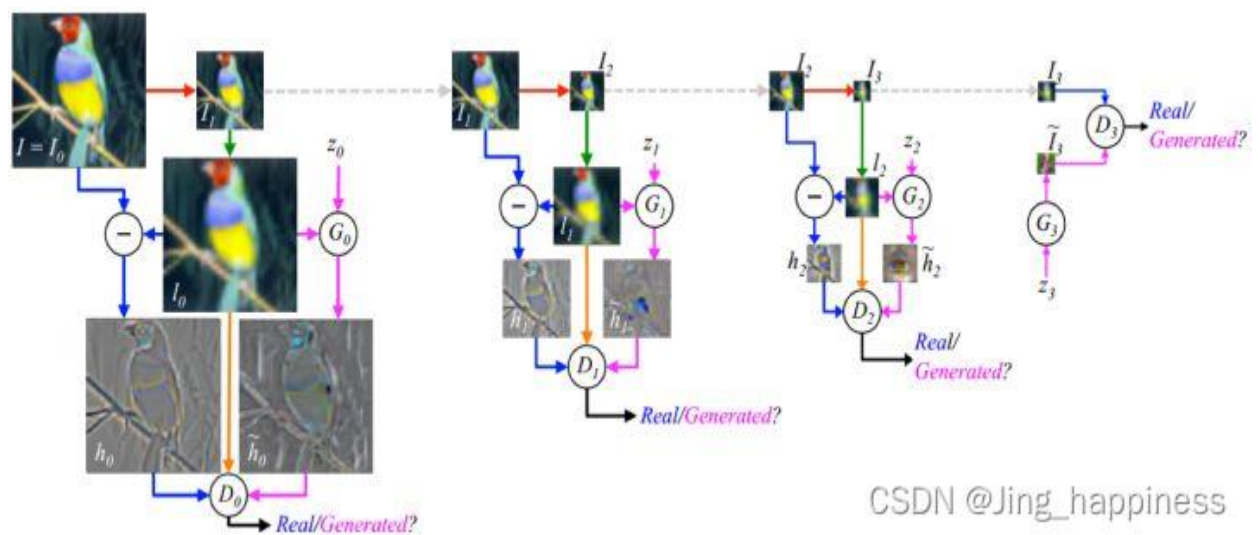 I = I₀
I₁
l₀
z₀
G₀
−
h₀
h̃₀
D₀
Real/Generated?
I₁
I₂
l₁
z₁
G₁
−
h₁
h̃₁
D₁
Real/Generated?
I₂
I₃
l₂
z₂
G₂
−
h₂
h̃₂
D₂
Real/
Generated?
I₃
Ĩ₃
G₃
z₃
D₃
Real/
Generated?
CSDN @Jing_happiness